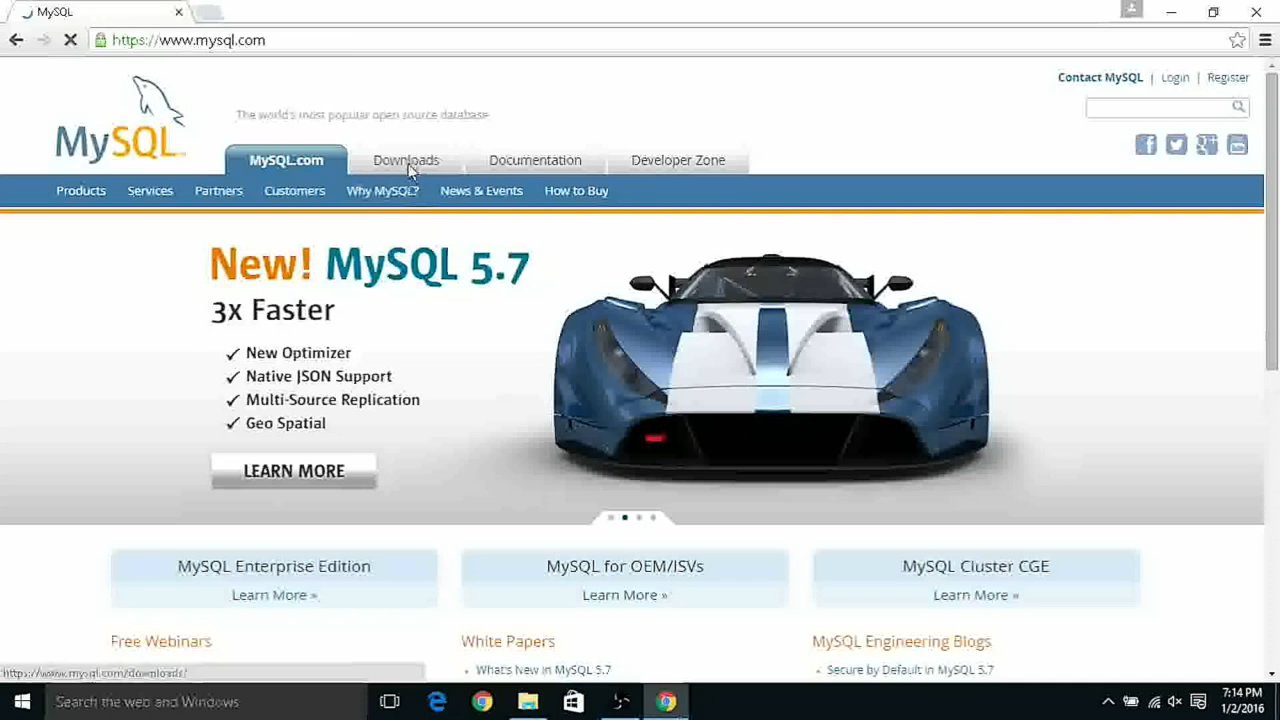 MySQL
https://www.mysql.com
Contact MySQL | Login | Register
MySQL
The world's most popular open source database
MySQL.com Downloads Documentation Developer Zone
Products Services Partners Customers Why MySQL? News & Events How to Buy
New! MySQL 5.7
3x Faster
✓ New Optimizer
✓ Native JSON Support
✓ Multi-Source Replication
✓ Geo Spatial
LEARN MORE
MySQL Enterprise Edition
Learn More »
MySQL for OEM/ISVs
Learn More »
MySQL Cluster CGE
Learn More »
Free Webinars
White Papers
• What's New in MySQL 5.7
MySQL Engineering Blogs
• Secure by Default in MySQL 5.7
https://www.mysql.com/downloads/
Search the web and Windows
7:14 PM
1/2/2016